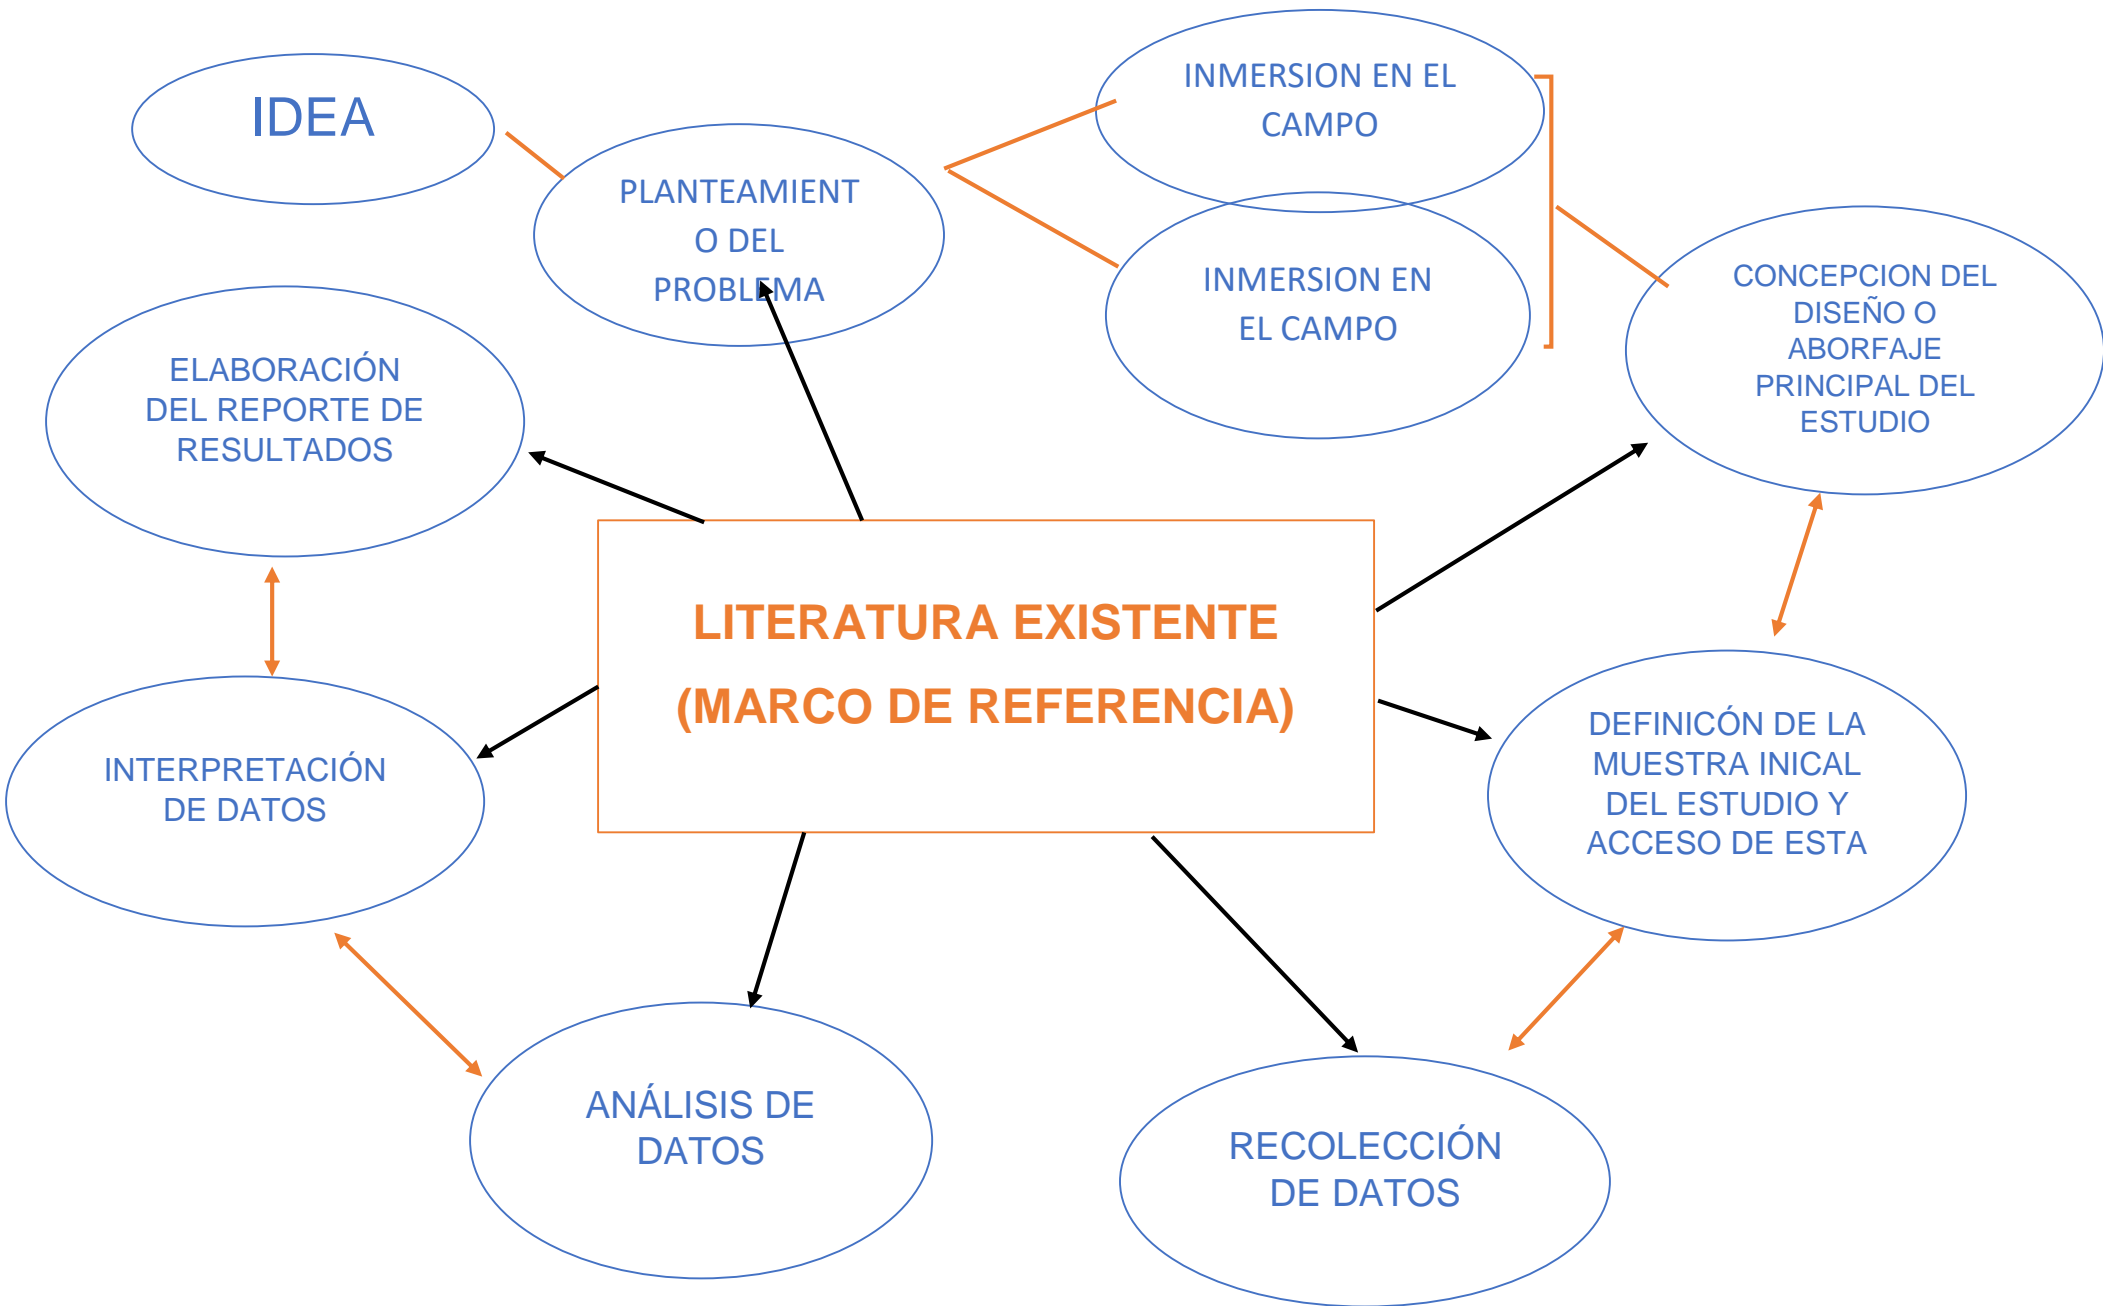 IDEA
PLANTEAMIENT
O DEL
PROBLEMA
INMERSION EN EL
CAMPO
INMERSION EN
EL CAMPO
CONCEPCION DEL
DISEÑO O
ABORFAJE
PRINCIPAL DEL
ESTUDIO
ELABORACIÓN
DEL REPORTE DE
RESULTADOS
LITERATURA EXISTENTE
(MARCO DE REFERENCIA)
DEFINICÓN DE LA
MUESTRA INICAL
DEL ESTUDIO Y
ACCESO DE ESTA
INTERPRETACIÓN
DE DATOS
ANÁLISIS DE
DATOS
RECOLECCIÓN
DE DATOS